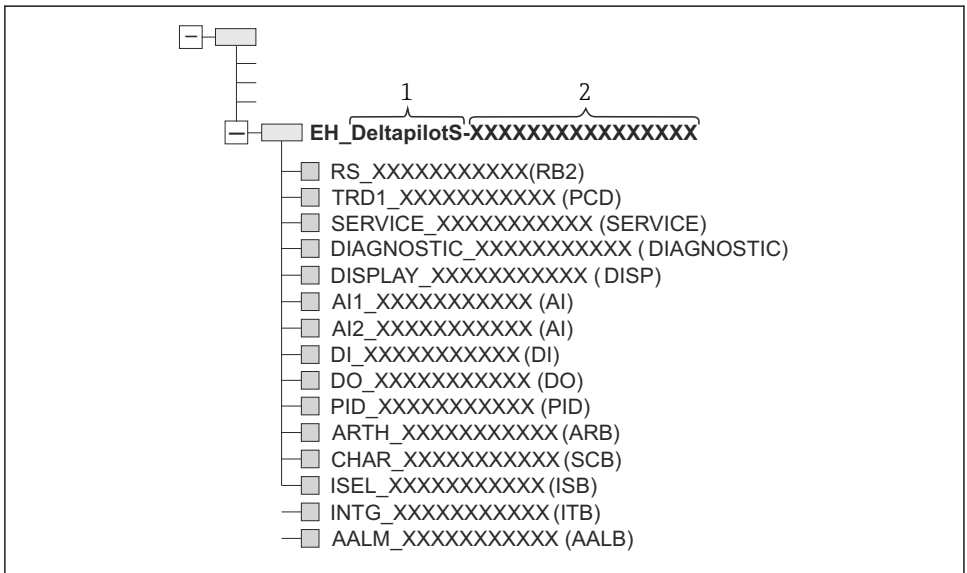 1 2
EH_DeltapilotS-XXXXXXXXXXXXXXXX
RS_XXXXXXXXXXX(RB2)
TRD1_XXXXXXXXXXX (PCD)
SERVICE_XXXXXXXXXXX (SERVICE)
DIAGNOSTIC_XXXXXXXXXXX ( DIAGNOSTIC)
DISPLAY_XXXXXXXXXXX ( DISP)
AI1_XXXXXXXXXXX (AI)
AI2_XXXXXXXXXXX (AI)
DI_XXXXXXXXXXX (DI)
DO_XXXXXXXXXXX (DO)
PID_XXXXXXXXXXX (PID)
ARTH_XXXXXXXXXXX (ARB)
CHAR_XXXXXXXXXXX (SCB)
ISEL_XXXXXXXXXXX (ISB)
INTG_XXXXXXXXXXX (ITB)
AALM_XXXXXXXXXXX (AALB)